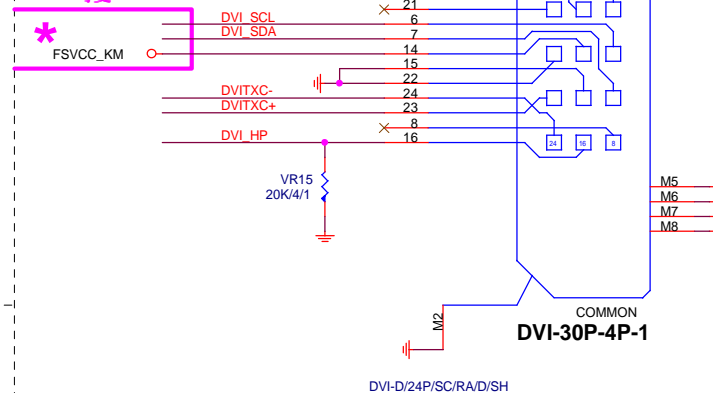 21
DVI_SCL 6
DVI_SDA 7
*
FSVCC_KM 14
15
22
DVITXC- 24
DVITXC+ 23
8
DVI_HP 16
24 16 8
VR15
20K/4/1
M5
M6
M7
M8
M2
COMMON
DVI-30P-4P-1
DVI-D/24P/SC/RA/D/SH